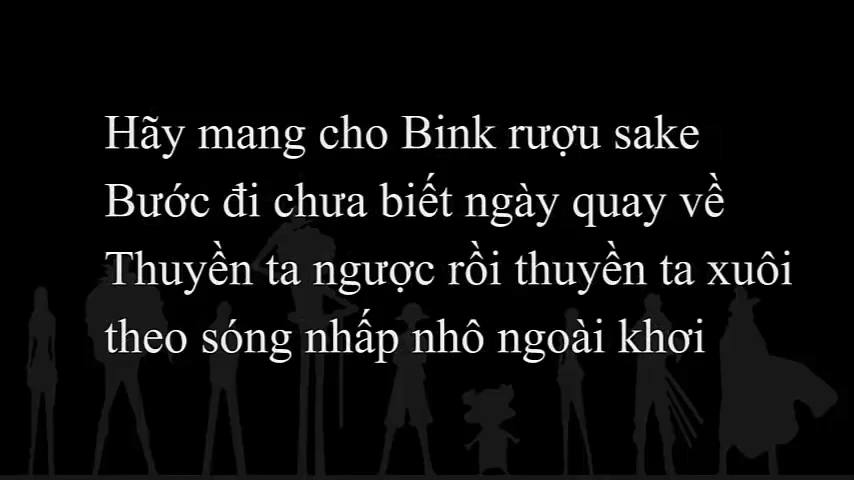 Hãy mang cho Bink rượu sake
Bước đi chưa biết ngày quay về
Thuyền ta ngược rồi thuyền ta xuôi
theo sóng nhấp nhô ngoài khơi